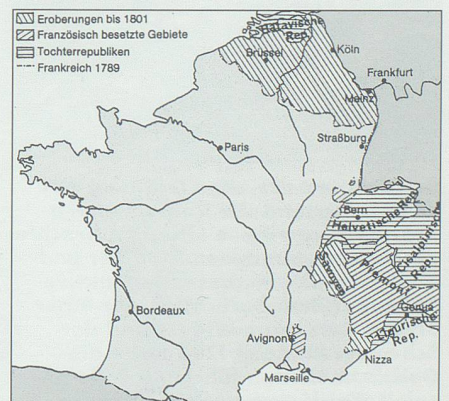 Eroberungen bis 1801
Französisch besetzte Gebiete
Tochterrepubliken
Frankreich 1789
Batavische
Rep.
Brüssel
Köln
Frankfurt
Mainz
Paris
Straßburg
Bern
Helvetische Rep.
Cisalpinische
Rep.
Savoyen
Piemont
Genua
Ligurische
Rep.
Bordeaux
Avignon
Nizza
Marseille